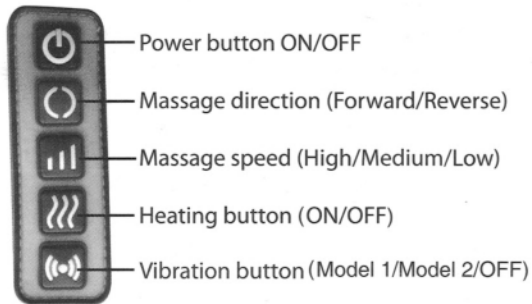 Power button ON/OFF
Massage direction (Forward/Reverse)
Massage speed (High/Medium/Low)
Heating button (ON/OFF)
Vibration button (Model 1/Model 2/OFF)